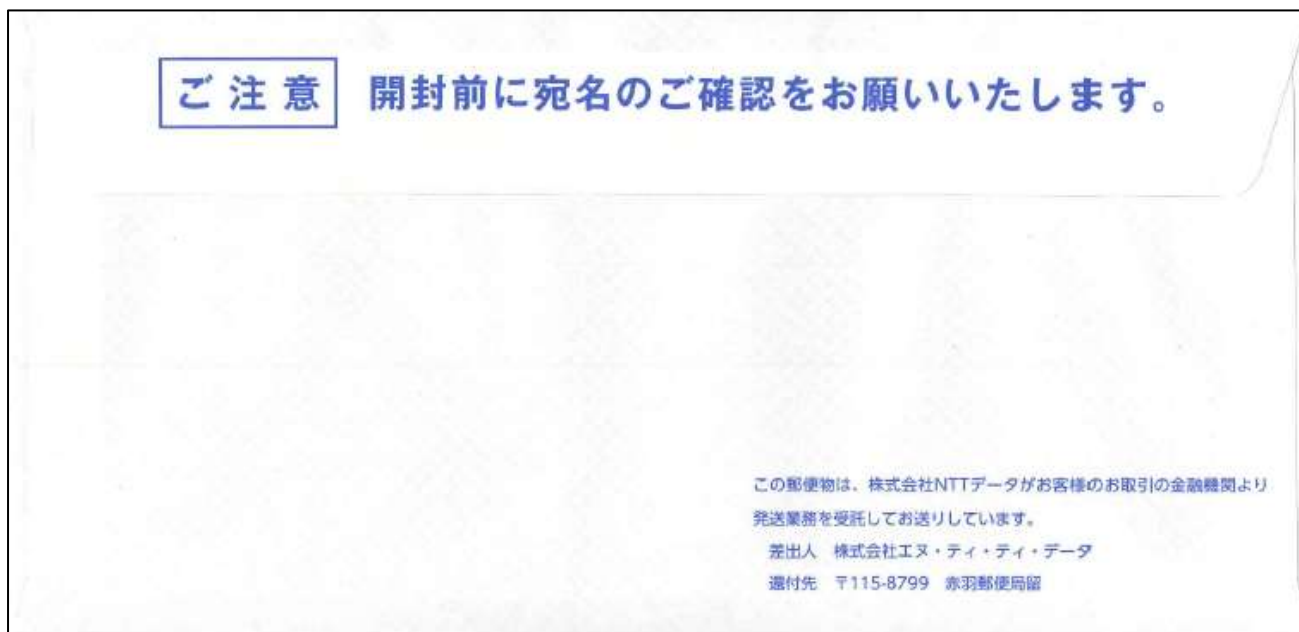 ご注意 開封前に宛名のご確認をお願いいたします。
この郵便物は、株式会社NTTデータがお客様のお取引の金融機関より
発送業務を受託してお送りしています。
差出人 株式会社エヌ・ティ・ティ・データ
還付先 〒115-8799 赤羽郵便局留